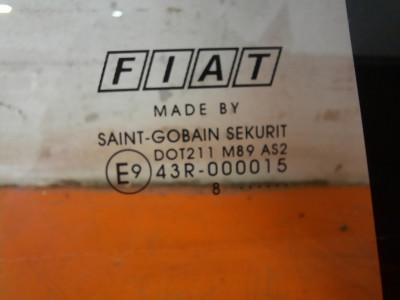 FIAT
MADE BY
SAINT-GOBAIN SEKURIT
DOT211 M89 AS2
E9 43R-000015
8 .......